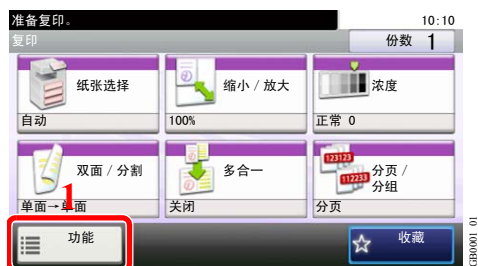 准备复印。
10:10
复印
份数 1
纸张选择
缩小 / 放大
浓度
自动
100%
正常 0
双面 / 分割
多合一
123123
112233
分页 /
分组
单面→单面
1
关闭
分页
功能
收藏
GB0001_01